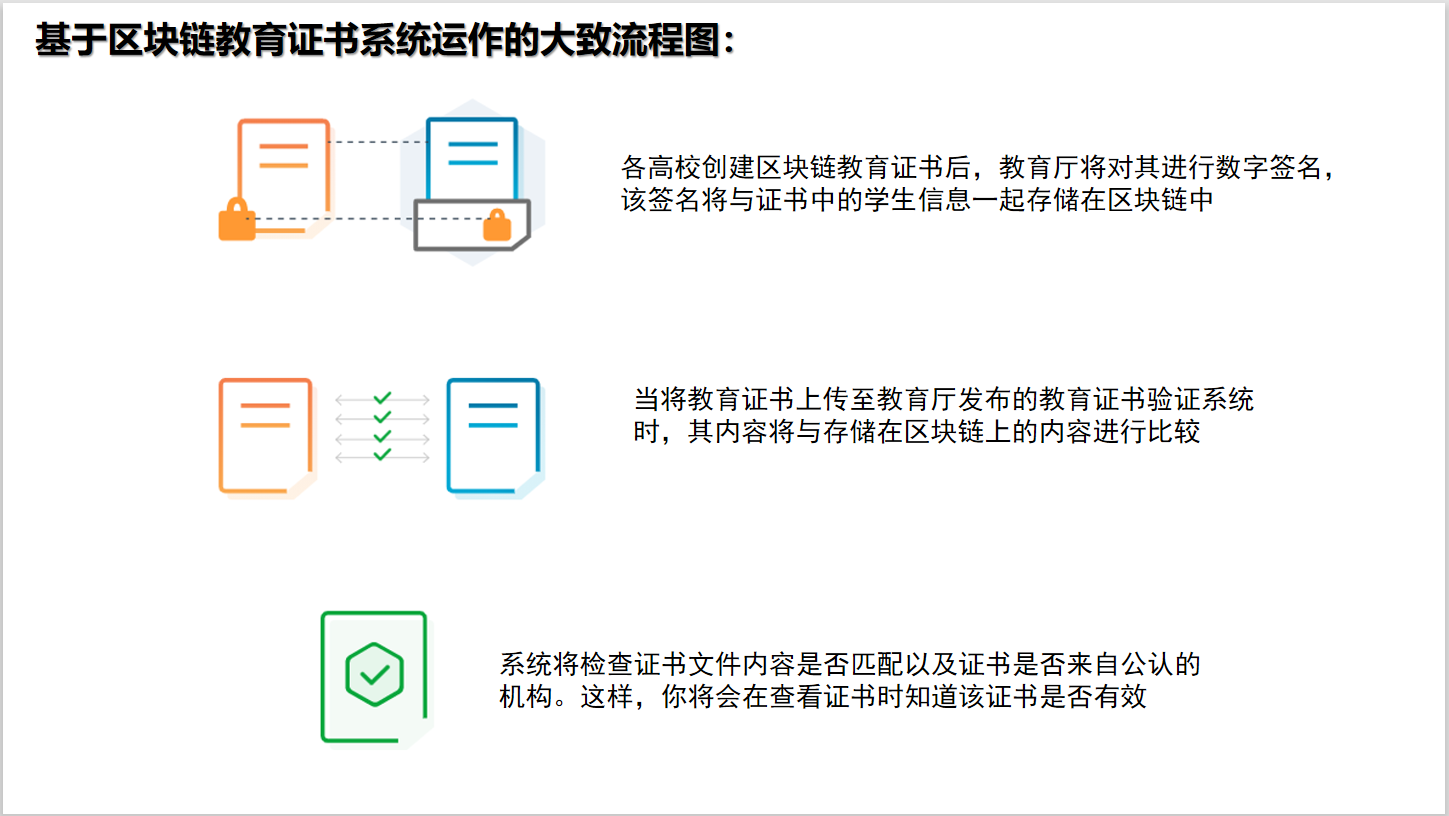 基于区块链教育证书系统运作的大致流程图：
各高校创建区块链教育证书后，教育厅将对其进行数字签名，
该签名将与证书中的学生信息一起存储在区块链中
当将教育证书上传至教育厅发布的教育证书验证系统
时，其内容将与存储在区块链上的内容进行比较
系统将检查证书文件内容是否匹配以及证书是否来自公认的
机构。这样，你将会在查看证书时知道该证书是否有效